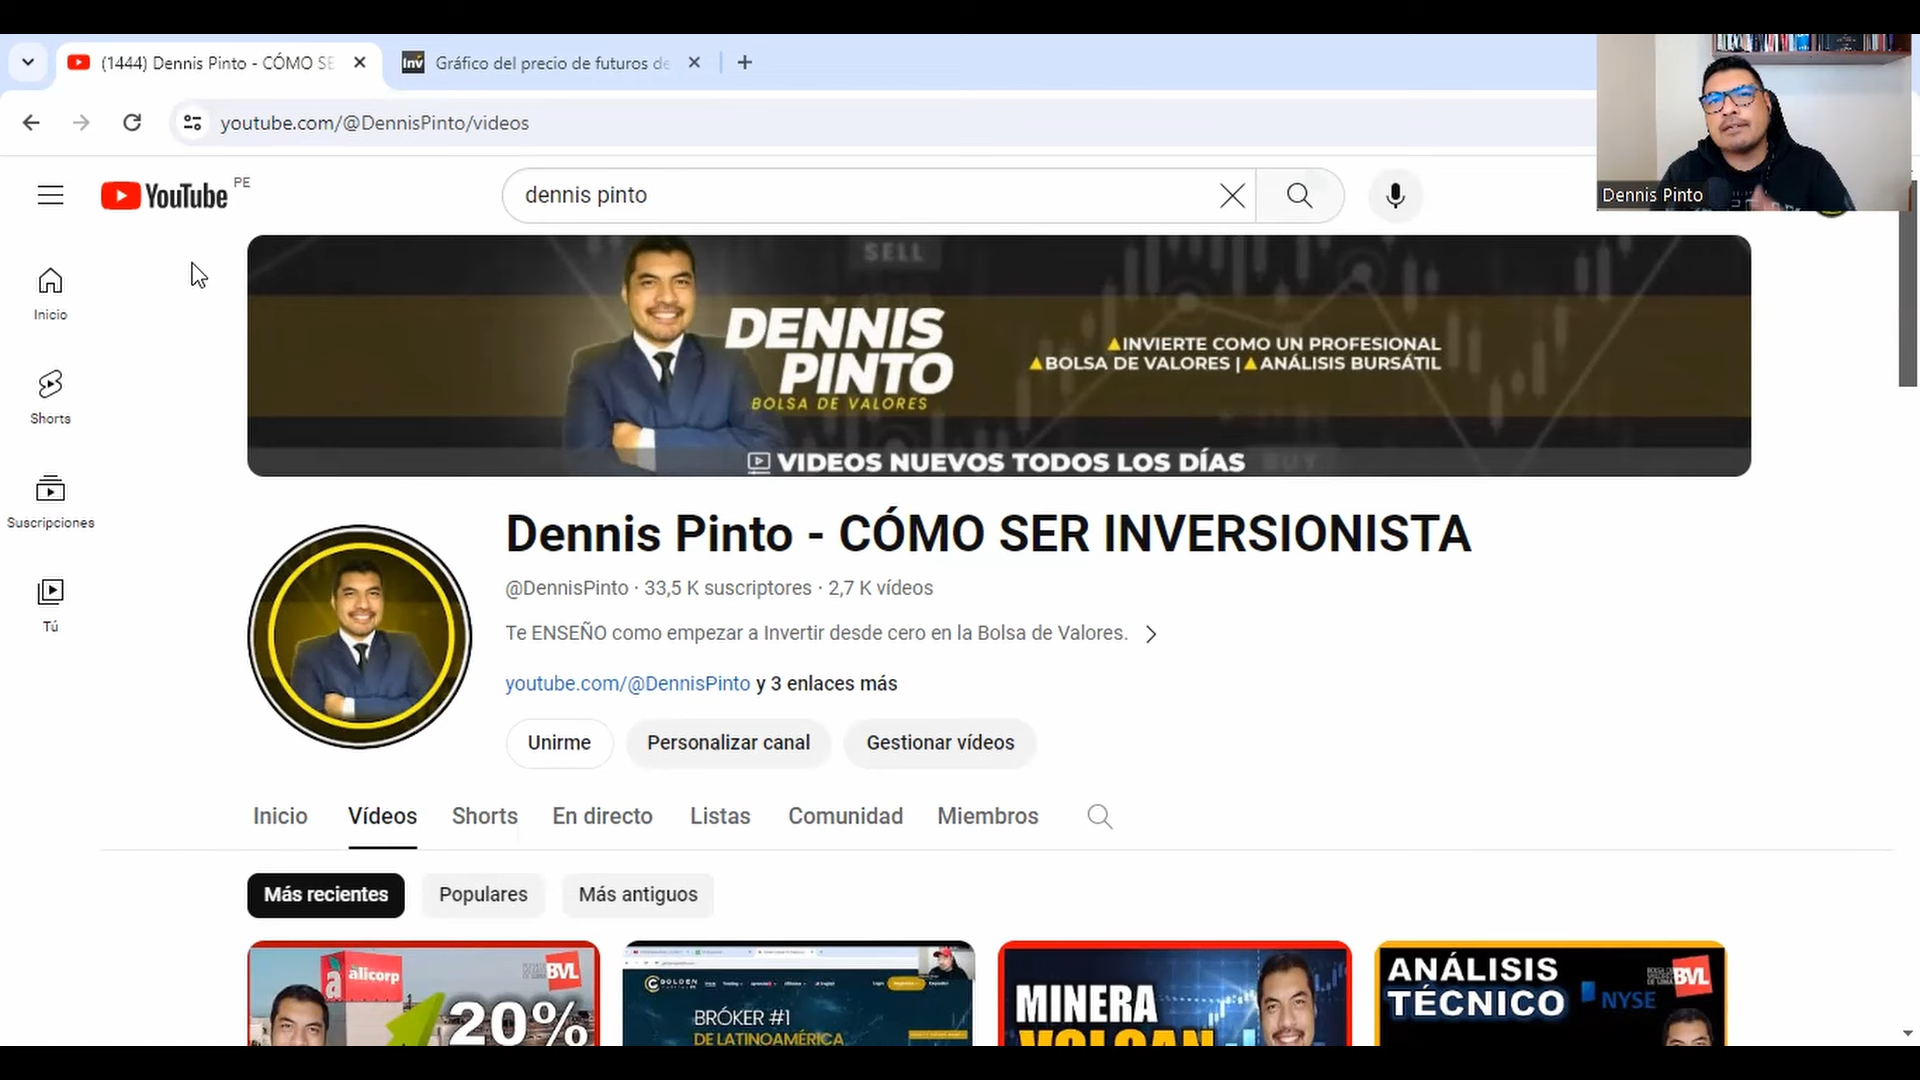 (1444) Dennis Pinto - CÓMO SE
Gráfico del precio de futuros de
youtube.com/@DennisPinto/videos
Dennis Pinto
YouTube PE
dennis pinto
Inicio
Shorts
Suscripciones
Tú
SELL
DENNIS
PINTO
BOLSA DE VALORES
INVIERTE COMO UN PROFESIONAL
BOLSA DE VALORES | ANÁLISIS BURSÁTIL
VIDEOS NUEVOS TODOS LOS DÍAS
BUY
Dennis Pinto - CÓMO SER INVERSIONISTA
@DennisPinto · 33,5 K suscriptores · 2,7 K vídeos
Te ENSEÑO como empezar a Invertir desde cero en la Bolsa de Valores.
youtube.com/@DennisPinto y 3 enlaces más
Unirme
Personalizar canal
Gestionar vídeos
Inicio
Vídeos
Shorts
En directo
Listas
Comunidad
Miembros
Más recientes
Populares
Más antiguos
alicorp
BVL
20%
GOLDEN
BRÓKER #1
DE LATINOAMÉRICA
MINERA
VOLCAN
ANÁLISIS
TÉCNICO
NYSE
BVL